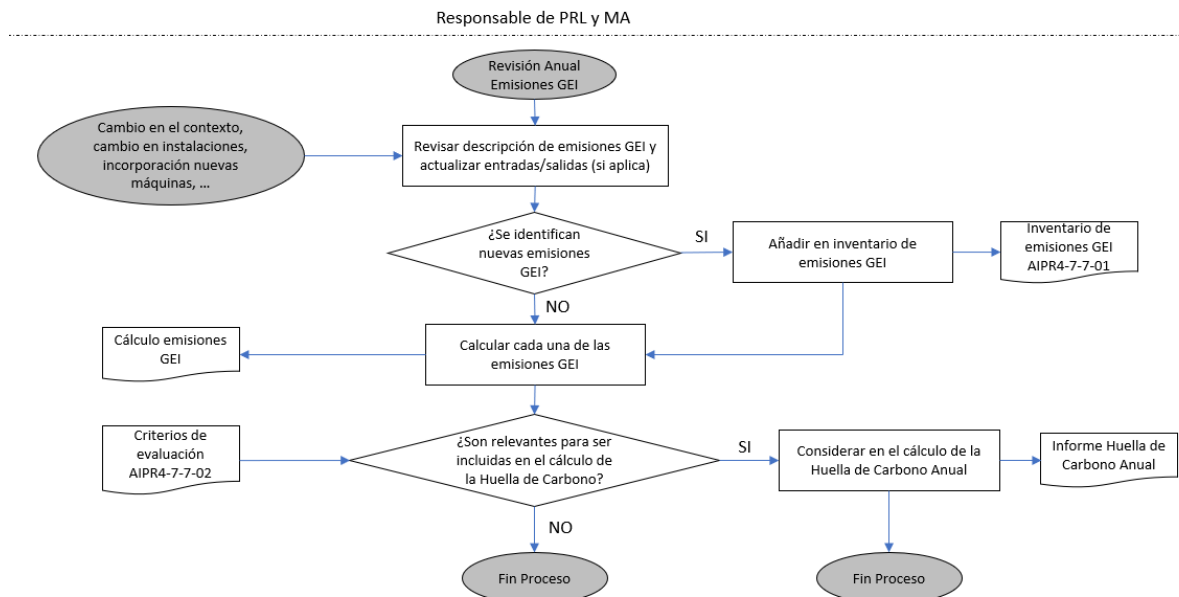 Responsable de PRL y MA
Revisión Anual
Emisiones GEI
Cambio en el contexto,
cambio en instalaciones,
incorporación nuevas
máquinas, ...
Revisar descripción de emisiones GEI y
actualizar entradas/salidas (si aplica)
¿Se identifican
nuevas emisiones
GEI?
SI
Añadir en inventario de
emisiones GEI
Inventario de
emisiones GEI
AIPR4-7-7-01
NO
Cálculo emisiones
GEI
Calcular cada una de las
emisiones GEI
Criterios de
evaluación
AIPR4-7-7-02
¿Son relevantes para ser
incluidas en el cálculo de
la Huella de Carbono?
SI
Considerar en el cálculo de la
Huella de Carbono Anual
Informe Huella de
Carbono Anual
NO
Fin Proceso
Fin Proceso